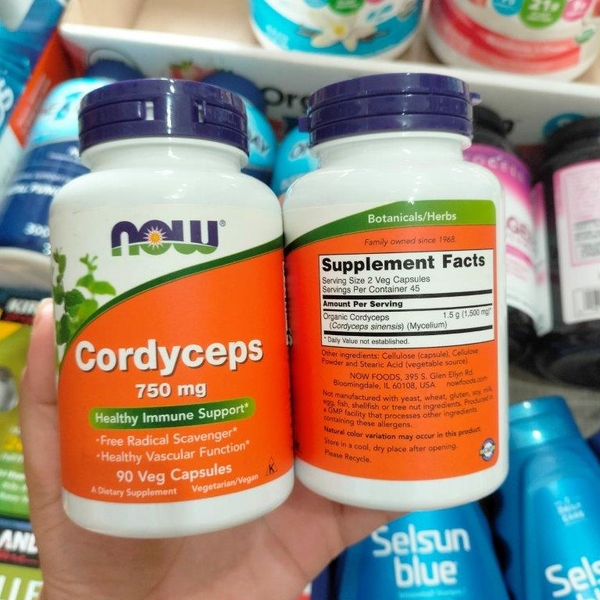 now®
Cordyceps
750 mg
Healthy Immune Support*
•Free Radical Scavenger*
•Healthy Vascular Function*
90 Veg Capsules
A Dietary Supplement Vegetarian/Vegan
K
Botanicals/Herbs
Family owned since 1968
Supplement Facts
Serving Size 2 Veg Capsules
Servings Per Container 45
Amount Per Serving
Organic Cordyceps 1.5 g (1,500 mg)*
(Cordyceps sinensis) (Mycelium)
* Daily Value not established.
Other ingredients: Cellulose (capsule), Cellulose
Powder and Stearic Acid (vegetable source)
NOW FOODS, 395 S. Glen Ellyn Rd.
Bloomingdale, IL 60108, USA nowfoods.com
Not manufactured with yeast, wheat, gluten, soy, milk,
egg, fish, shellfish or tree nut ingredients. Produced in
a GMP facility that processes other ingredients
containing these allergens.
Natural color variation may occur in this product.
Store in a cool, dry place after opening.
Please Recycle.
Selsun
blue
Selsun
blue
21g
300